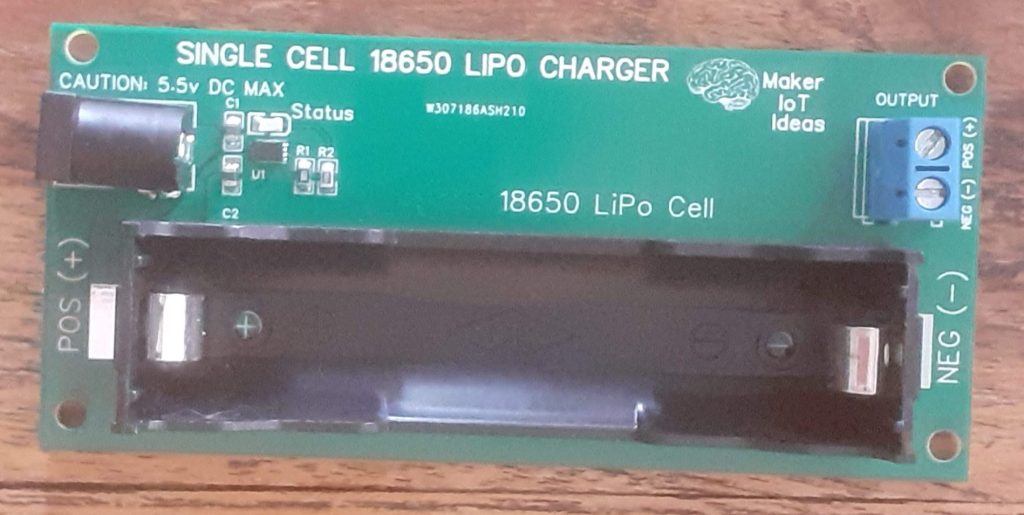 SINGLE CELL 18650 LIPO CHARGER
CAUTION: 5.5v DC MAX
Maker
IoT
Ideas
C1
Status
W307186ASH210
OUTPUT
POS (+)
NEG (-)
U1
R1 R2
C2
18650 LiPo Cell
POS (+)
NEG (-)